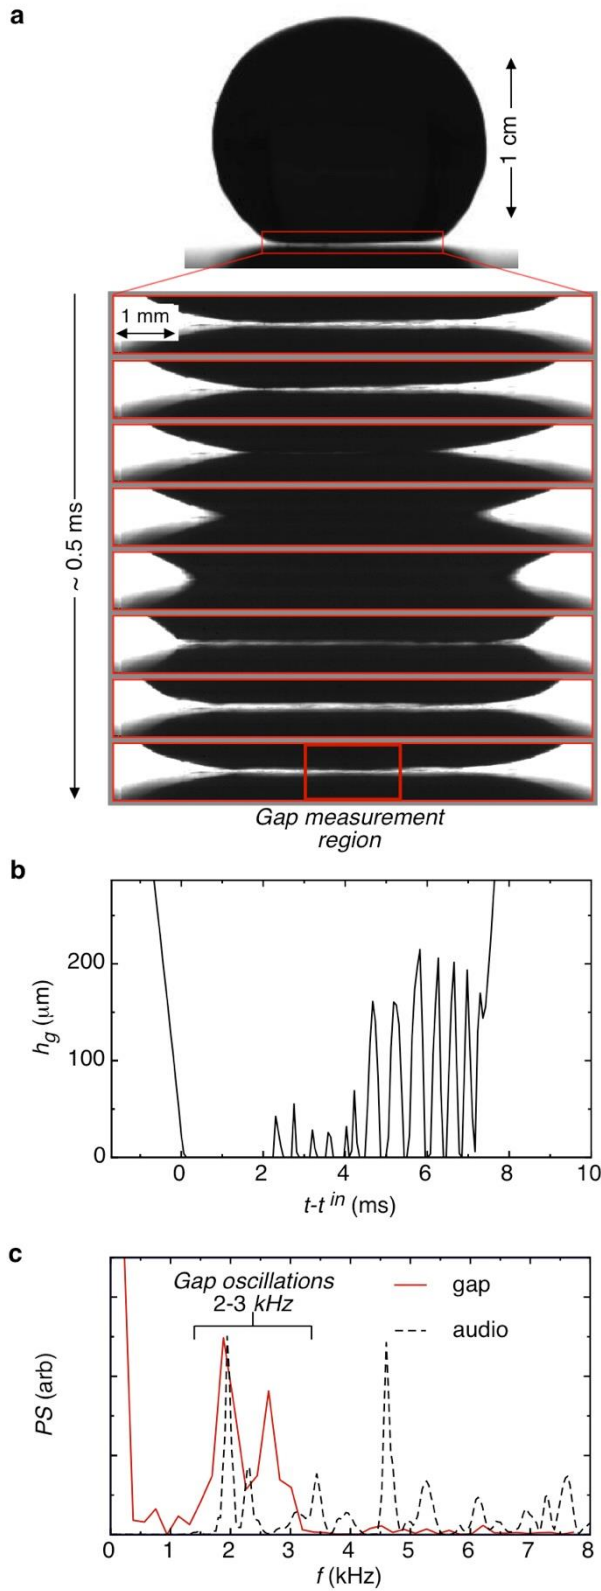 a
1 cm
1 mm
~ 0.5 ms
Gap measurement
region
b
200
100
0
h_g (μm)
0 2 4 6 8 10
t-t^in (ms)
c
Gap oscillations
2-3 kHz
gap
audio
PS (arb)
0 1 2 3 4 5 6 7 8
f (kHz)